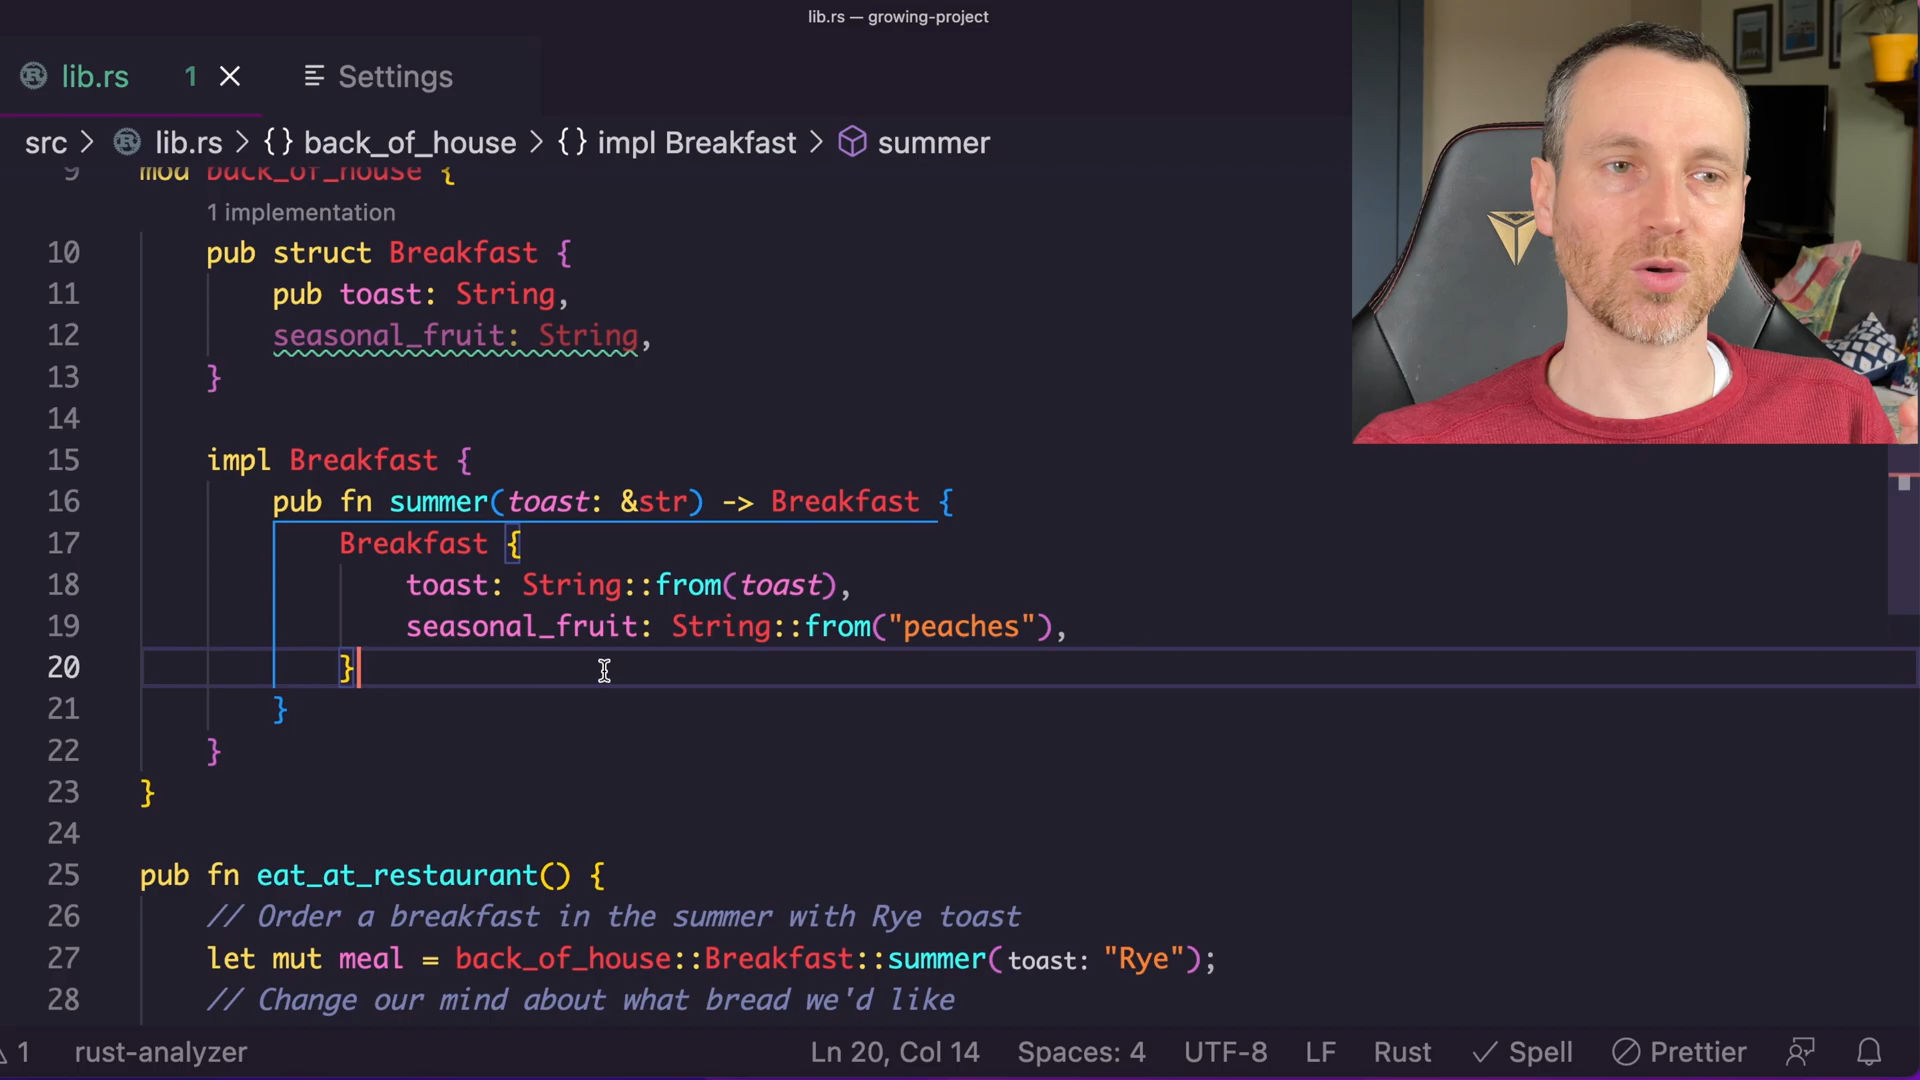 lib.rs — growing-project
lib.rs 1 Settings
src > lib.rs > {} back_of_house > {} impl Breakfast > summer
9 mod back_of_house {
1 implementation
10 pub struct Breakfast {
11 pub toast: String,
12 seasonal_fruit: String,
13 }
14
15 impl Breakfast {
16 pub fn summer(toast: &str) -> Breakfast {
17 Breakfast {
18 toast: String::from(toast),
19 seasonal_fruit: String::from("peaches"),
20 }
21 }
22 }
23 }
24
25 pub fn eat_at_restaurant() {
26 // Order a breakfast in the summer with Rye toast
27 let mut meal = back_of_house::Breakfast::summer(toast: "Rye");
28 // Change our mind about what bread we'd like
1 rust-analyzer Ln 20, Col 14 Spaces: 4 UTF-8 LF Rust Spell Prettier